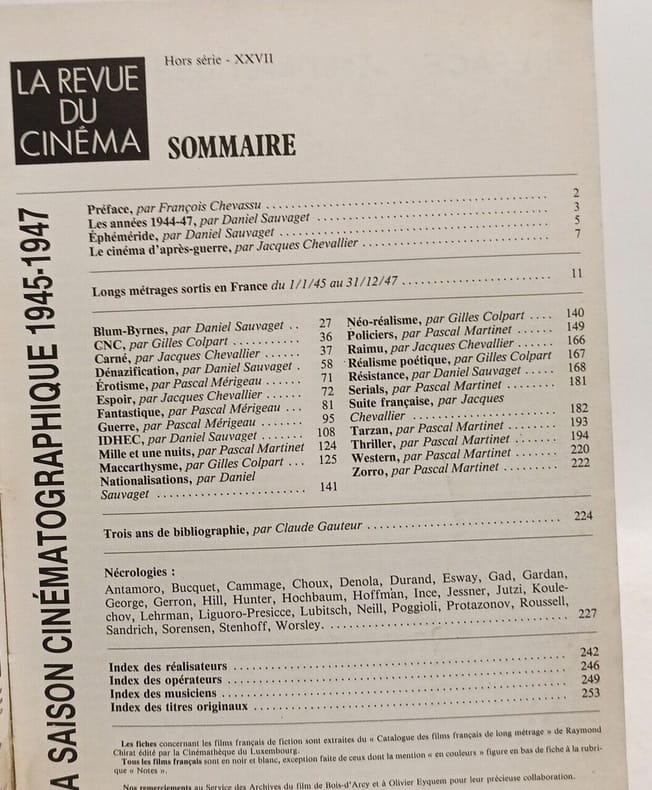 Hors série - XXVII
LA REVUE
DU
CINÉMA
SOMMAIRE
A SAISON CINÉMATOGRAPHIQUE 1945-1947
Préface, par François Chevassu .......... 2
Les années 1944-47, par Daniel Sauvaget .......... 3
Éphéméride, par Daniel Sauvaget .......... 5
Le cinéma d'après-guerre, par Jacques Chevallier .......... 7
Longs métrages sortis en France du 1/1/45 au 31/12/47 .......... 11
Blum-Byrnes, par Daniel Sauvaget .. 27
CNC, par Gilles Colpart .......... 36
Carné, par Jacques Chevallier ...... 37
Dénazification, par Daniel Sauvaget . 58
Érotisme, par Pascal Mérigeau ...... 71
Espoir, par Jacques Chevallier ...... 72
Fantastique, par Pascal Mérigeau ... 81
Guerre, par Pascal Mérigeau ....... 95
IDHEC, par Daniel Sauvaget ....... 108
Mille et une nuits, par Pascal Martinet 124
Maccarthysme, par Gilles Colpart ... 125
Nationalisations, par Daniel
Sauvaget .......... 141
Néo-réalisme, par Gilles Colpart .... 140
Policiers, par Pascal Martinet ...... 149
Raimu, par Jacques Chevallier ...... 166
Réalisme poétique, par Gilles Colpart 167
Résistance, par Daniel Sauvaget ..... 168
Serials, par Pascal Martinet ........ 181
Suite française, par Jacques
Chevallier .......... 182
Tarzan, par Pascal Martinet ........ 193
Thriller, par Pascal Martinet ....... 194
Western, par Pascal Martinet ....... 220
Zorro, par Pascal Martinet ......... 222
Trois ans de bibliographie, par Claude Gauteur .......... 224
Nécrologies :
Antamoro, Bucquet, Cammage, Choux, Denola, Durand, Esway, Gad, Gardan,
George, Gerron, Hill, Hunter, Hochbaum, Hoffman, Ince, Jessner, Jutzi, Koule-
chov, Lehrman, Liguoro-Presicce, Lubitsch, Neill, Poggioli, Protazonov, Roussell,
Sandrich, Sorensen, Stenhoff, Worsley. .......... 227
Index des réalisateurs .......... 242
Index des opérateurs .......... 246
Index des musiciens .......... 249
Index des titres originaux .......... 253
Les fiches concernant les films français de fiction sont extraites du « Catalogue des films français de long métrage » de Raymond
Chirat édité par la Cinémathèque du Luxembourg.
Tous les films français sont en noir et blanc, exception faite de ceux dont la mention « en couleurs » figure en bas de fiche à la rubri-
que « Notes ».
Nos remerciements au Service des Archives du film de Bois-d'Arcy et à Olivier Eyquem pour leur précieuse collaboration.